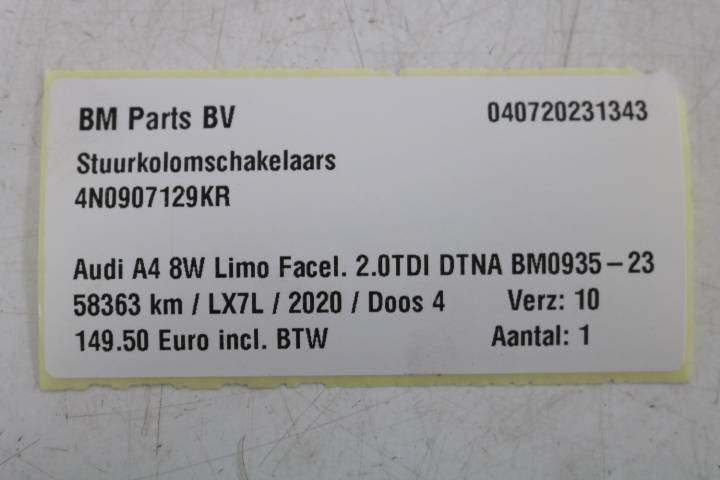 BM Parts BV 040720231343
Stuurkolomschakelaars
4N0907129KR
Audi A4 8W Limo Facel. 2.0TDI DTNA BM0935-23
58363 km / LX7L / 2020 / Doos 4 Verz: 10
149.50 Euro incl. BTW Aantal: 1